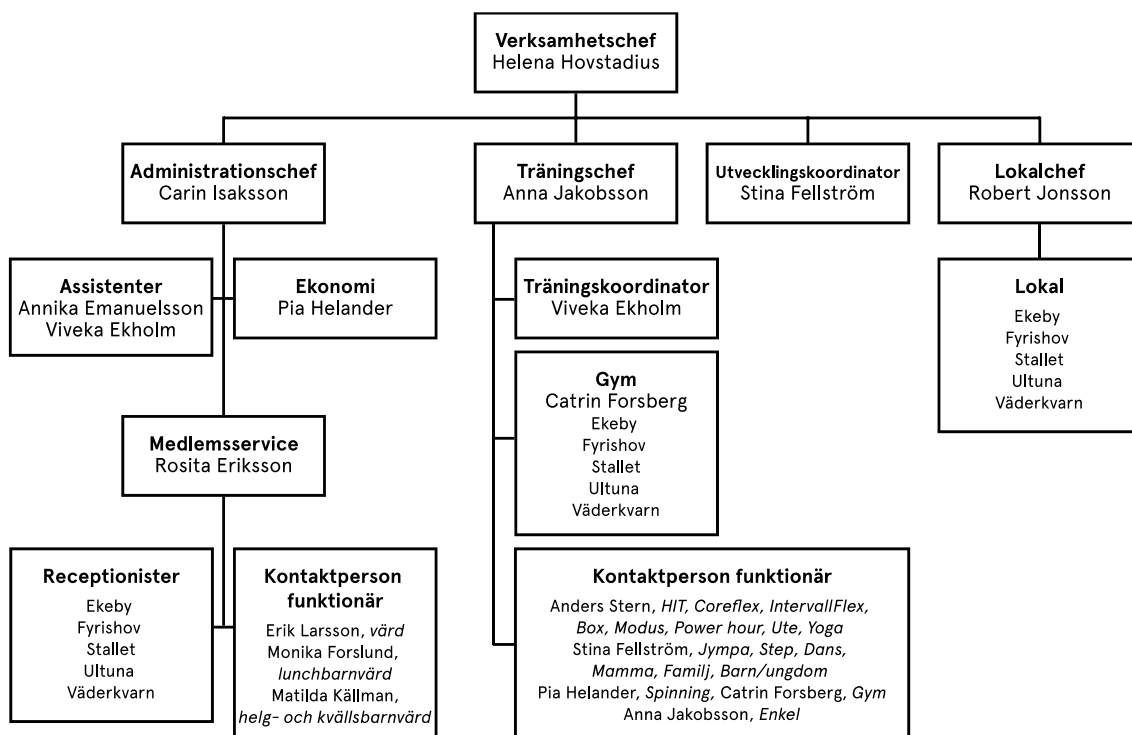 Verksamhetschef
Helena Hovstadius
Administrationschef
Carin Isaksson
Träningschef
Anna Jakobsson
Utvecklingskoordinator
Stina Fellström
Lokalchef
Robert Jonsson
Assistenter
Annika Emanuelsson
Viveka Ekholm
Ekonomi
Pia Helander
Träningskoordinator
Viveka Ekholm
Lokal
Ekeby
Fyrishov
Stallet
Ultuna
Väderkvarn
Gym
Catrin Forsberg
Ekeby
Fyrishov
Stallet
Ultuna
Väderkvarn
Medlemsservice
Rosita Eriksson
Receptionister
Ekeby
Fyrishov
Stallet
Ultuna
Väderkvarn
Kontaktperson
funktionär
Erik Larsson, värd
Monika Forslund,
lunchbarnvärd
Matilda Källman,
helg- och kvällsbarnvärd
Kontaktperson funktionär
Anders Stern, HIT, Coreflex, IntervallFlex,
Box, Modus, Power hour, Ute, Yoga
Stina Fellström, Jympa, Step, Dans,
Mamma, Familj, Barn/ungdom
Pia Helander, Spinning, Catrin Forsberg, Gym
Anna Jakobsson, Enkel